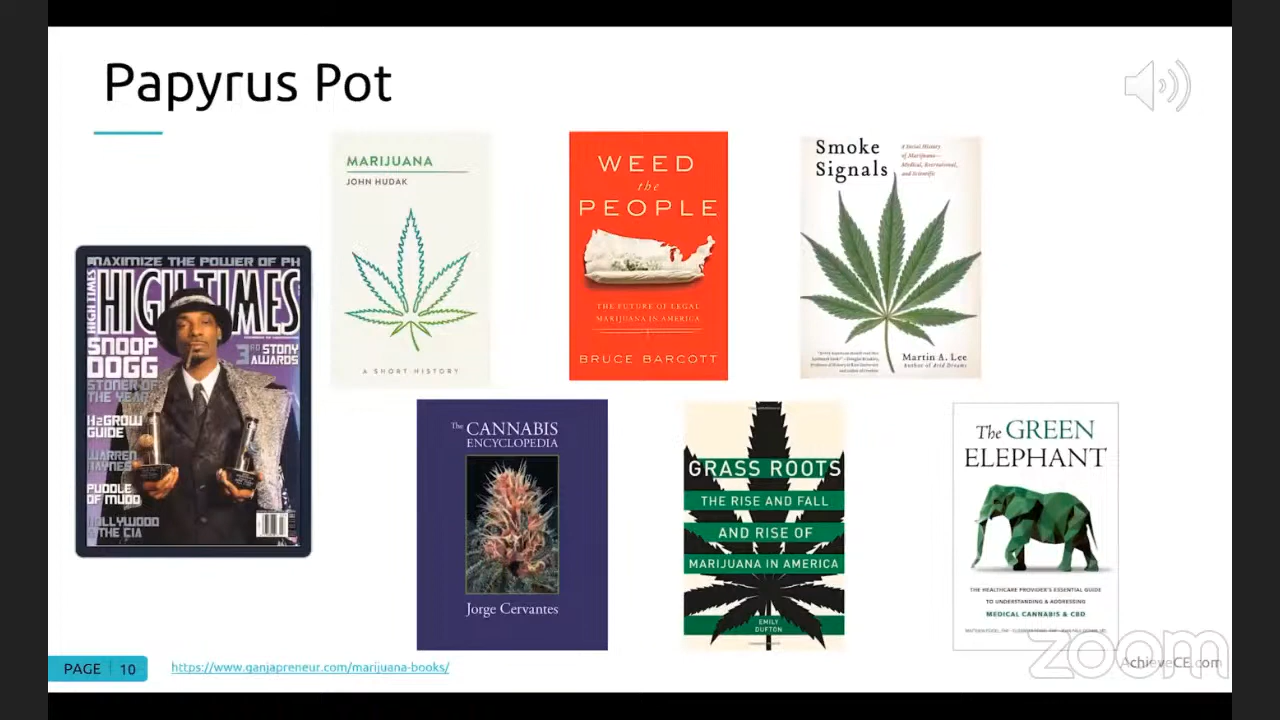 Papyrus Pot
MAXIMIZE THE POWER OF PH
HIGH TIMES
HIGH TIMES
SNOOP
DOGG
STONER OF
THE YEAR
3RD STONY
AWARDS
H2GROW
GUIDE
WARREN
HAYNES
PUDDLE
OF MUDD
HOLLYWOOD
& THE CIA
MARIJUANA
JOHN HUDAK
A SHORT HISTORY
WEED
the
PEOPLE
THE FUTURE OF LEGAL
MARIJUANA IN AMERICA
BRUCE BARCOTT
Smoke
Signals
A Social History
of Marijuana—
Medical, Recreational,
and Scientific
Martin A. Lee
Author of Acid Dreams
The CANNABIS
ENCYCLOPEDIA
Jorge Cervantes
GRASS ROOTS
THE RISE AND FALL
AND RISE OF
MARIJUANA IN AMERICA
EMILY
DUFTON
The GREEN
ELEPHANT
THE HEALTHCARE PROVIDER'S ESSENTIAL GUIDE
TO UNDERSTANDING & ADDRESSING
MEDICAL CANNABIS & CBD
PAGE 10
https://www.ganjapreneur.com/marijuana-books/
AchieveCE.com
zoom